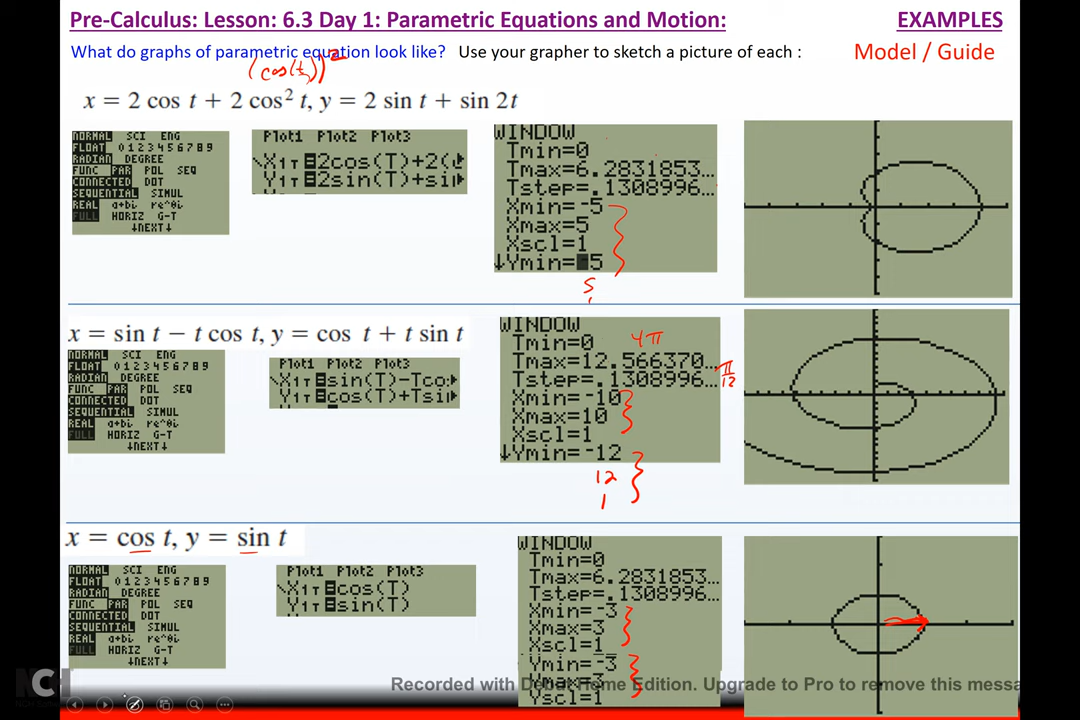 Pre-Calculus: Lesson: 6.3 Day 1: Parametric Equations and Motion:
EXAMPLES
What do graphs of parametric equation look like? Use your grapher to sketch a picture of each :
Model / Guide
(cos(t))²
x = 2 cos t + 2 cos² t, y = 2 sin t + sin 2t
NORMAL SCI ENG
FLOAT 0123456789
RADIAN DEGREE
FUNC PAR POL SEQ
CONNECTED DOT
SEQUENTIAL SIMUL
REAL a+bi re^θi
FULL HORIZ G-T
↓NEXT↓
Plot1 Plot2 Plot3
\X1T=2cos(T)+2(
Y1T=2sin(T)+sin
WINDOW
Tmin=0
Tmax=6.2831853…
Tstep=.1308996…
Xmin=-5
Xmax=5
Xscl=1
↓Ymin=-5
5
x = sin t − t cos t, y = cos t + t sin t
NORMAL SCI ENG
FLOAT 0123456789
RADIAN DEGREE
FUNC PAR POL SEQ
CONNECTED DOT
SEQUENTIAL SIMUL
REAL a+bi re^θi
FULL HORIZ G-T
↓NEXT↓
Plot1 Plot2 Plot3
\X1T=sin(T)-Tco
Y1T=cos(T)+Tsi
WINDOW
Tmin=0
4π
Tmax=12.566370…
Tstep=.1308996…
π/12
Xmin=-10
Xmax=10
Xscl=1
↓Ymin=-12
12
1
x = cos t, y = sin t
NORMAL SCI ENG
FLOAT 0123456789
RADIAN DEGREE
FUNC PAR POL SEQ
CONNECTED DOT
SEQUENTIAL SIMUL
REAL a+bi re^θi
FULL HORIZ G-T
↓NEXT↓
Plot1 Plot2 Plot3
\X1T=cos(T)
Y1T=sin(T)
WINDOW
Tmin=0
Tmax=6.2831853…
Tstep=.1308996…
Xmin=-3
Xmax=3
Xscl=1
Ymin=-3
Ymax=3
Yscl=1
NCH
Recorded with Debut Home Edition. Upgrade to Pro to remove this messa